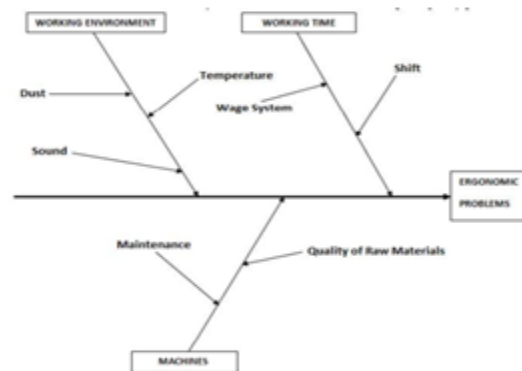 WORKING ENVIRONMENT
WORKING TIME
Temperature
Shift
Dust
Wage System
Sound
ERGONOMIC
PROBLEMS
Maintenance
Quality of Raw Materials
MACHINES